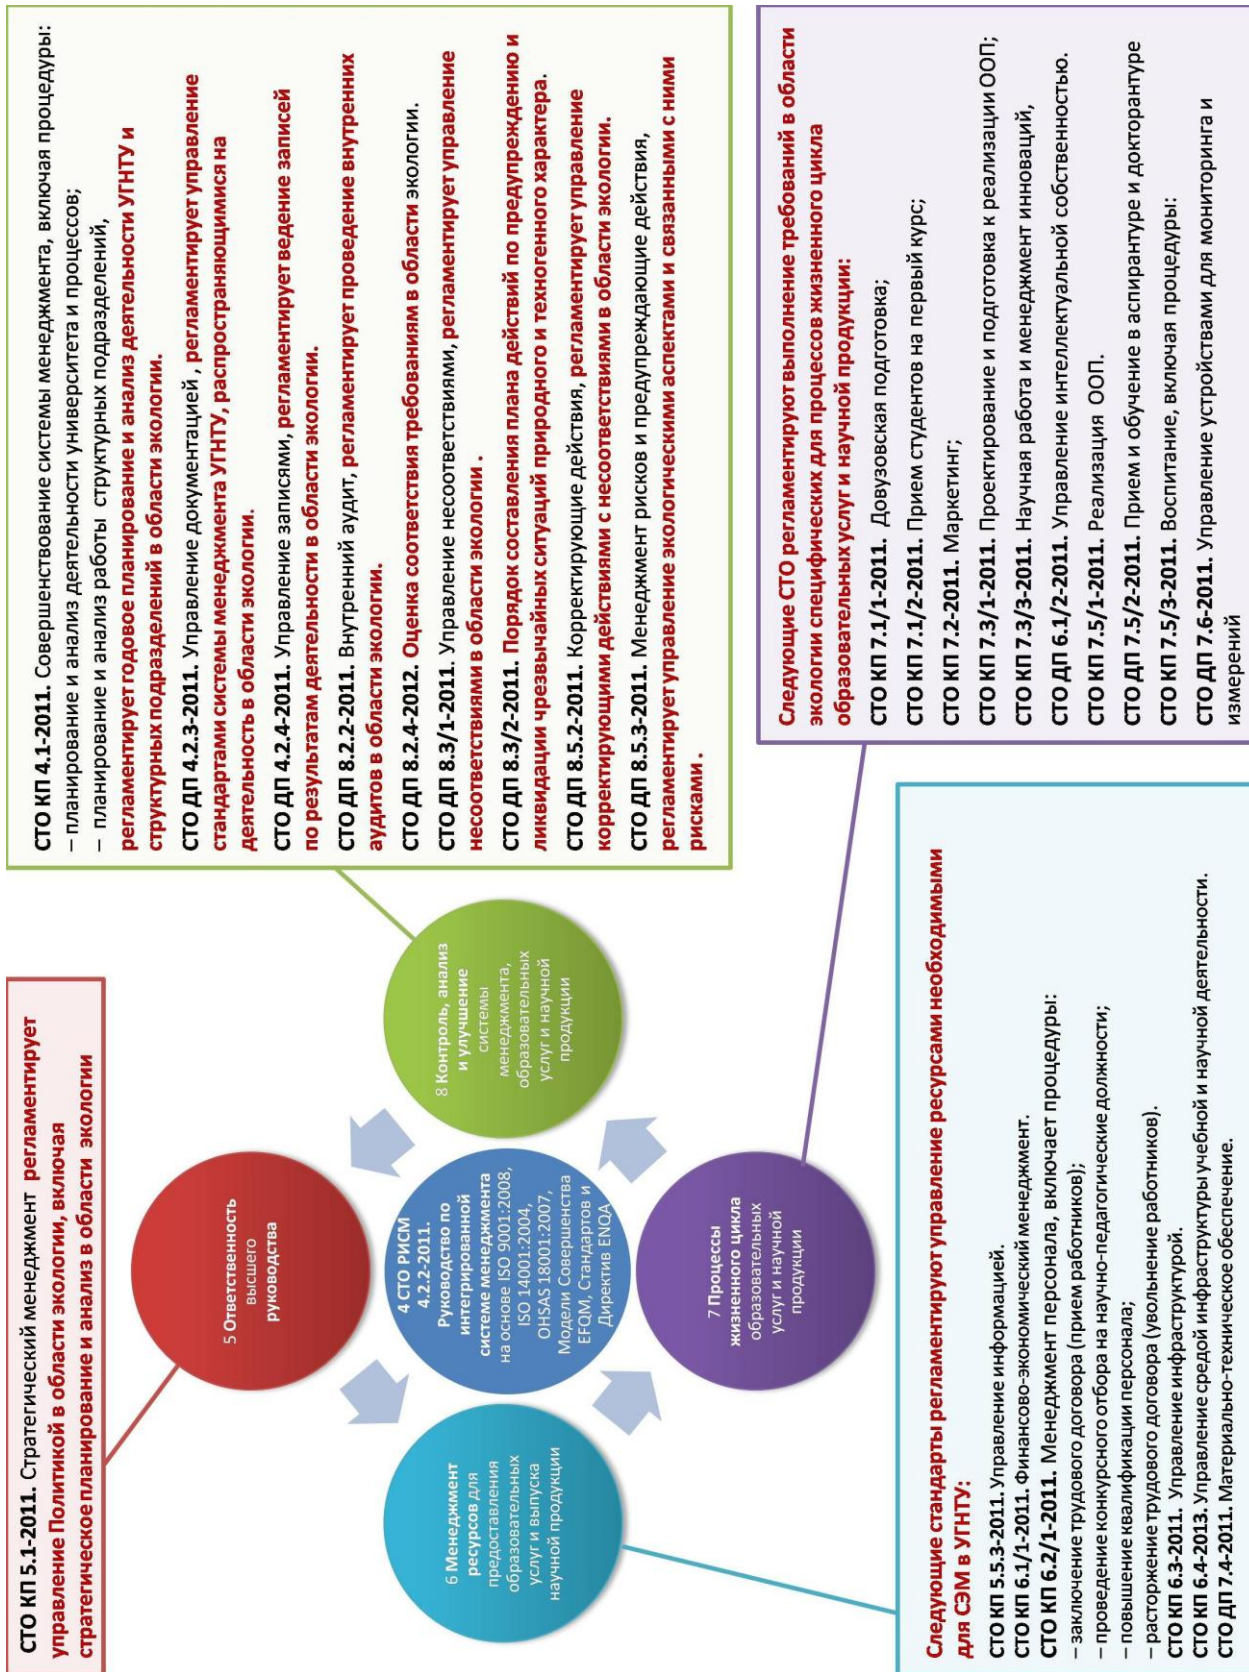 СТО КП 5.1-2011. Стратегический менеджмент регламентирует
управление Политикой в области экологии, включая
стратегическое планирование и анализ в области экологии
СТО КП 4.1-2011. Совершенствование системы менеджмента, включая процедуры:
– планирование и анализ деятельности университета и процессов;
– планирование и анализ работы структурных подразделений,
регламентирует годовое планирование и анализ деятельности УГНТУ и
структурных подразделений в области экологии.
СТО ДП 4.2.3-2011. Управление документацией , регламентирует управление
стандартами системы менеджмента УГНТУ, распространяющимися на
деятельность в области экологии.
СТО ДП 4.2.4-2011. Управление записями, регламентирует ведение записей
по результатам деятельности в области экологии.
СТО ДП 8.2.2-2011. Внутренний аудит, регламентирует проведение внутренних
аудитов в области экологии.
СТО ДП 8.2.4-2012. Оценка соответствия требованиям в области экологии.
СТО ДП 8.3/1-2011. Управление несоответствиями, регламентирует управление
несоответствиями в области экологии .
СТО ДП 8.3/2-2011. Порядок составления плана действий по предупреждению и
ликвидации чрезвычайных ситуаций природного и техногенного характера.
СТО ДП 8.5.2-2011. Корректирующие действия, регламентирует управление
корректирующими действиями с несоответствиями в области экологии.
СТО ДП 8.5.3-2011. Менеджмент рисков и предупреждающие действия,
регламентирует управление экологическими аспектами и связанными с ними
рисками .
5 Ответственность
высшего
руководства
6 Менеджмент
ресурсов для
предоставления
образовательных
услуг и выпуска
научной продукции
4 СТО РИСМ
4.2.2-2011.
Руководство по
интегрированной
системе менеджмента
на основе ISO 9001:2008,
ISO 14001:2004,
OHSAS 18001:2007,
Модели Совершенства
EFQM, Стандартов и
Директив ENQA
8 Контроль, анализ
и улучшение
системы
менеджмента,
образовательных
услуг и научной
продукции
7 Процессы
жизненного цикла
образовательных
услуг и научной
продукции
Следующие стандарты регламентируют управление ресурсами необходимыми
для СЭМ в УГНТУ:
СТО КП 5.5.3-2011. Управление информацией.
СТО КП 6.1/1-2011. Финансово-экономический менеджмент.
СТО КП 6.2/1-2011. Менеджмент персонала, включает процедуры:
– заключение трудового договора (прием работников);
– проведение конкурсного отбора на научно-педагогические должности;
– повышение квалификации персонала;
– расторжение трудового договора (увольнение работников).
СТО КП 6.3-2011. Управление инфраструктурой.
СТО КП 6.4-2013. Управление средой инфраструктуры учебной и научной деятельности.
СТО ДП 7.4-2011. Материально-техническое обеспечение.
Следующие СТО регламентируют выполнение требований в области
экологии специфических для процессов жизненного цикла
образовательных услуг и научной продукции:
СТО КП 7.1/1-2011. Довузовская подготовка;
СТО КП 7.1/2-2011. Прием студентов на первый курс;
СТО КП 7.2-2011. Маркетинг;
СТО КП 7.3/1-2011. Проектирование и подготовка к реализации ООП;
СТО КП 7.3/3-2011. Научная работа и менеджмент инноваций,
СТО ДП 6.1/2-2011. Управление интеллектуальной собственностью.
СТО КП 7.5/1-2011. Реализация ООП.
СТО ДП 7.5/2-2011. Прием и обучение в аспирантуре и докторантуре
СТО КП 7.5/3-2011. Воспитание, включая процедуры:
СТО ДП 7.6-2011. Управление устройствами для мониторинга и
измерений